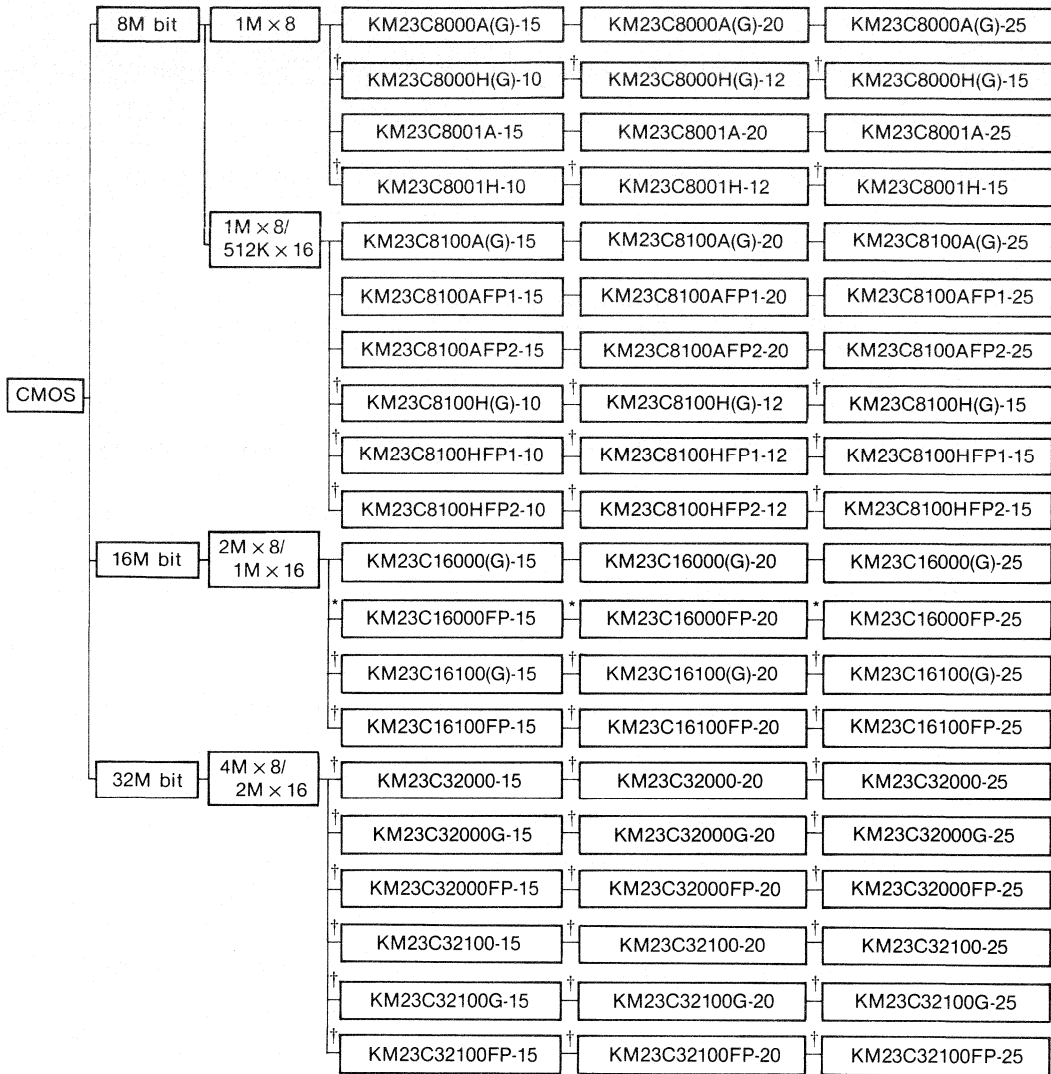 8M bit 1M × 8 KM23C8000A(G)-15 KM23C8000A(G)-20 KM23C8000A(G)-25
† KM23C8000H(G)-10 † KM23C8000H(G)-12 † KM23C8000H(G)-15
KM23C8001A-15 KM23C8001A-20 KM23C8001A-25
† KM23C8001H-10 † KM23C8001H-12 † KM23C8001H-15
1M × 8/
512K × 16 KM23C8100A(G)-15 KM23C8100A(G)-20 KM23C8100A(G)-25
KM23C8100AFP1-15 KM23C8100AFP1-20 KM23C8100AFP1-25
KM23C8100AFP2-15 KM23C8100AFP2-20 KM23C8100AFP2-25
CMOS † KM23C8100H(G)-10 † KM23C8100H(G)-12 † KM23C8100H(G)-15
† KM23C8100HFP1-10 † KM23C8100HFP1-12 † KM23C8100HFP1-15
† KM23C8100HFP2-10 † KM23C8100HFP2-12 † KM23C8100HFP2-15
16M bit 2M × 8/
1M × 16 KM23C16000(G)-15 KM23C16000(G)-20 KM23C16000(G)-25
* KM23C16000FP-15 * KM23C16000FP-20 * KM23C16000FP-25
† KM23C16100(G)-15 † KM23C16100(G)-20 † KM23C16100(G)-25
† KM23C16100FP-15 † KM23C16100FP-20 † KM23C16100FP-25
32M bit 4M × 8/
2M × 16 † KM23C32000-15 † KM23C32000-20 † KM23C32000-25
† KM23C32000G-15 † KM23C32000G-20 † KM23C32000G-25
† KM23C32000FP-15 † KM23C32000FP-20 † KM23C32000FP-25
† KM23C32100-15 † KM23C32100-20 † KM23C32100-25
† KM23C32100G-15 † KM23C32100G-20 † KM23C32100G-25
† KM23C32100FP-15 † KM23C32100FP-20 † KM23C32100FP-25